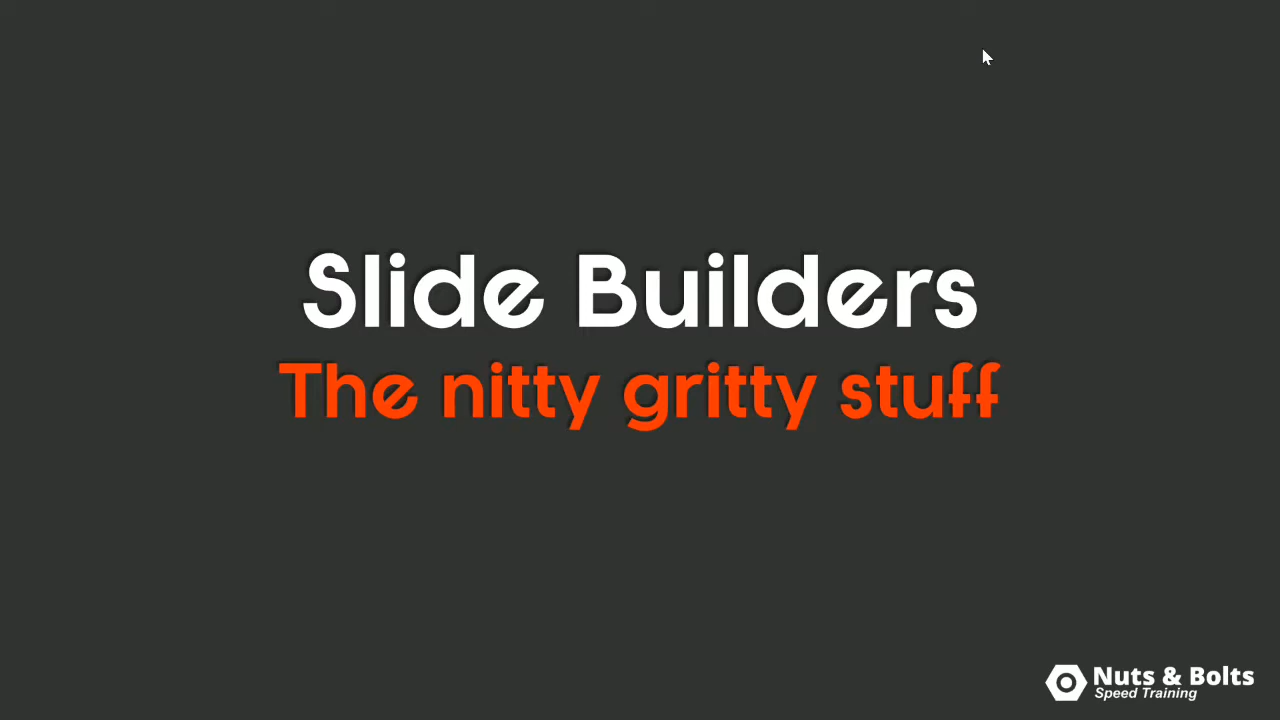 Slide Builders
The nitty gritty stuff
Nuts & Bolts
Speed Training